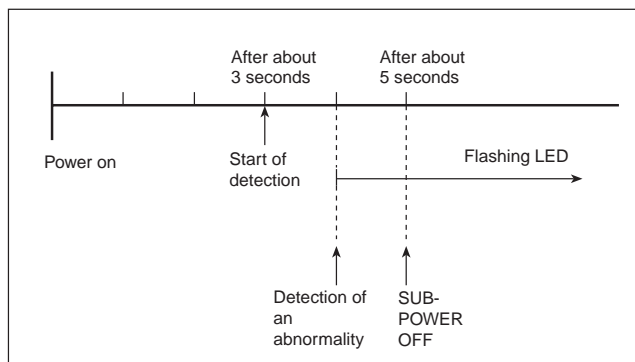 After about
3 seconds
After about
5 seconds
Power on
Start of
detection
Flashing LED
Detection of
an
abnormality
SUB-
POWER
OFF